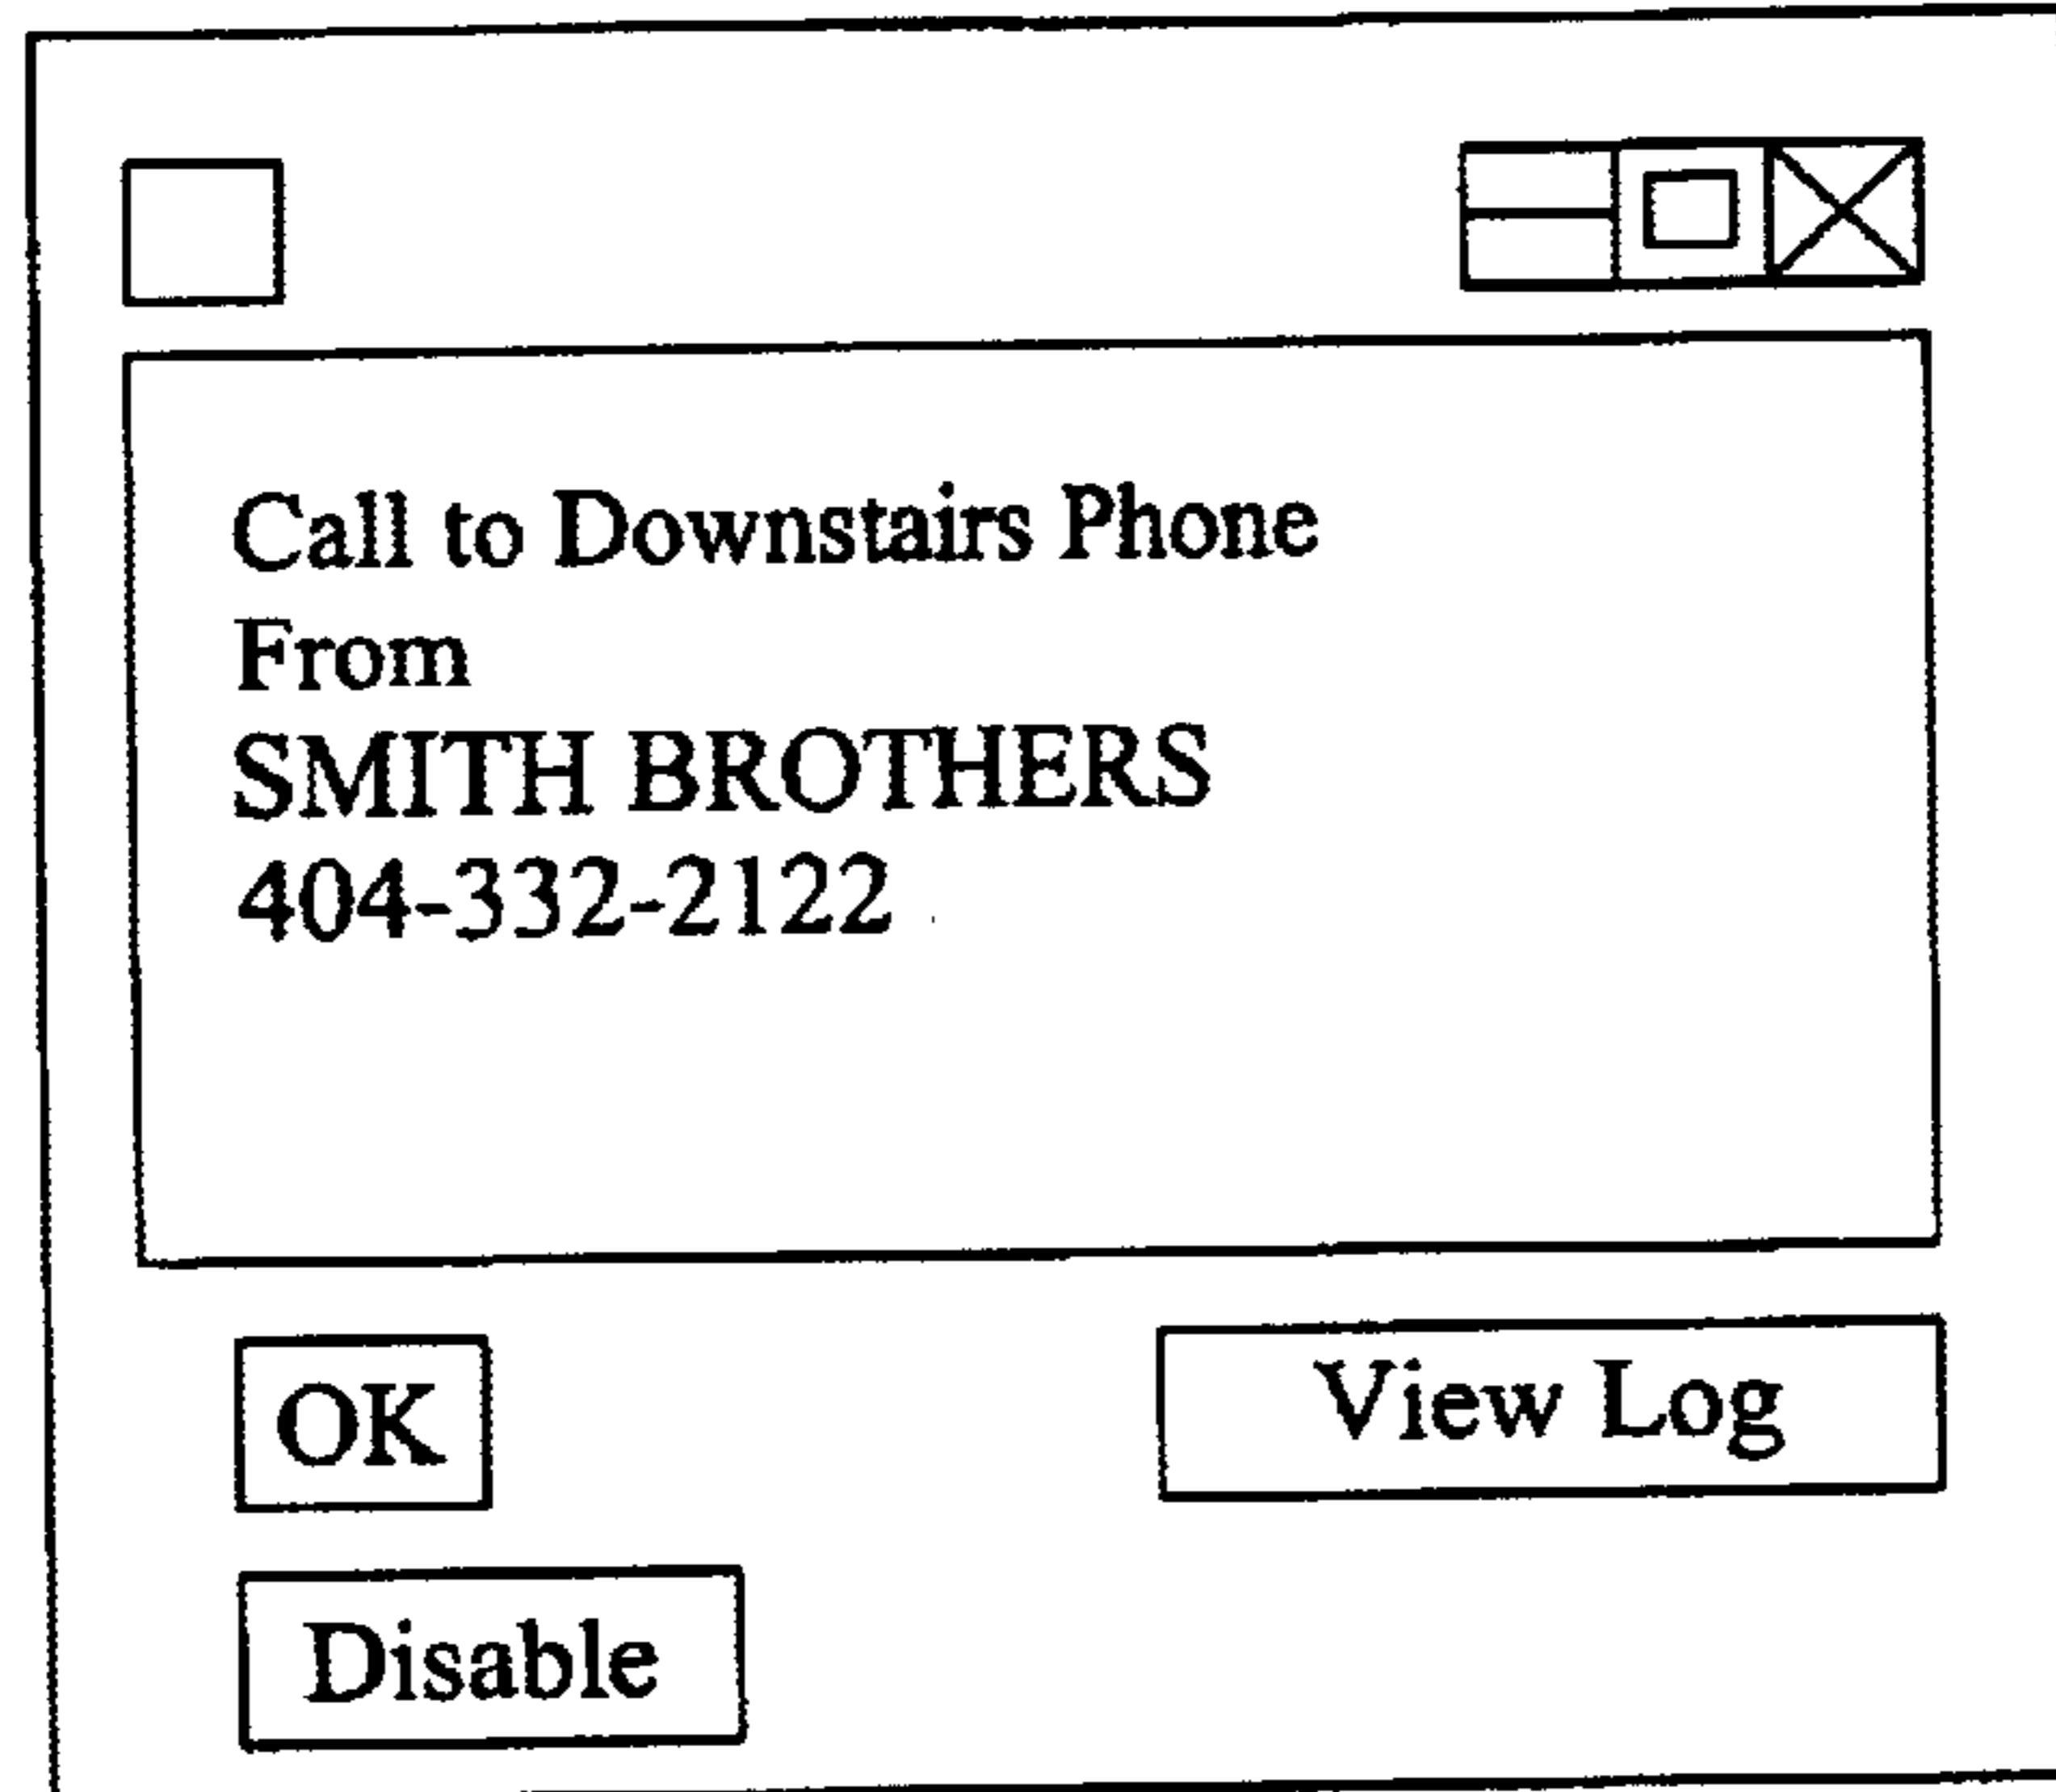 Call to Downstairs Phone
From
SMITH BROTHERS
404-332-2122
OK
View Log
Disable